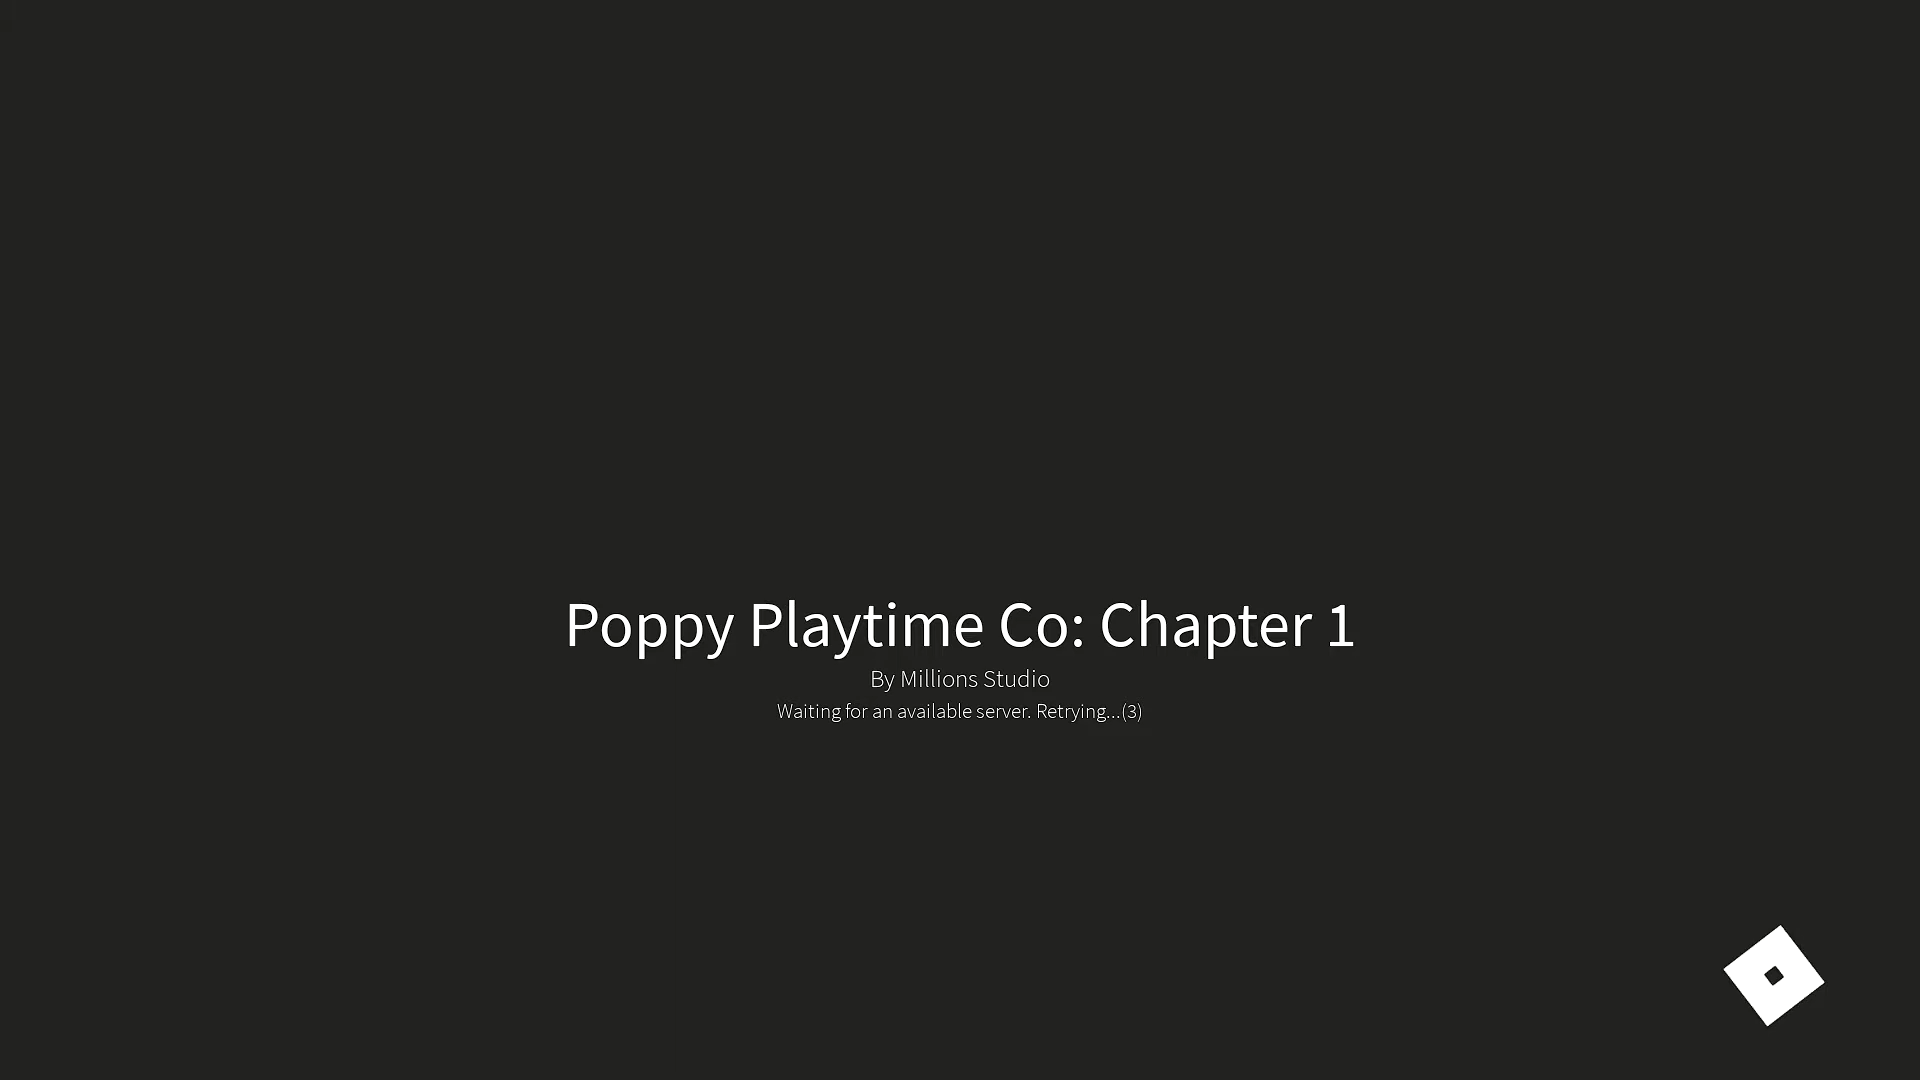 Poppy Playtime Co: Chapter 1
By Millions Studio
Waiting for an available server. Retrying...(3)